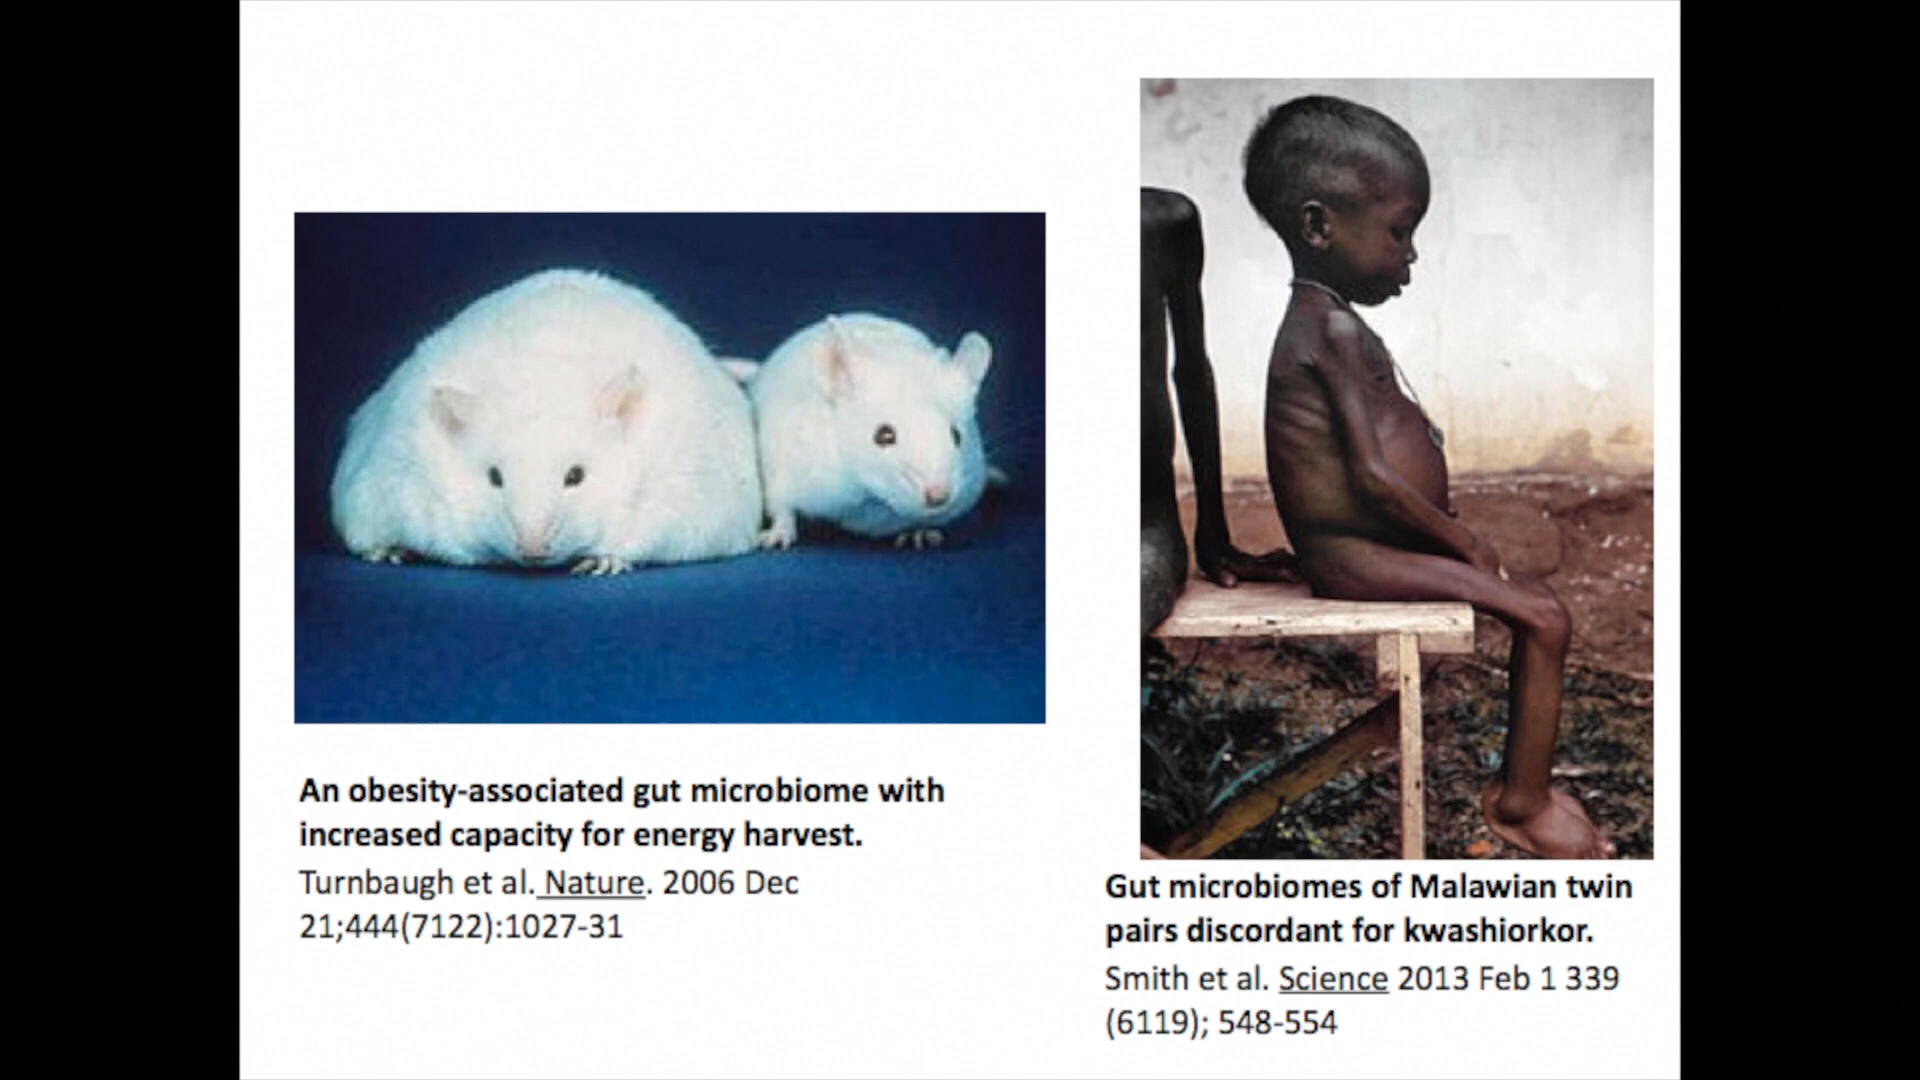 An obesity-associated gut microbiome with
increased capacity for energy harvest.
Turnbaugh et al. Nature. 2006 Dec
21;444(7122):1027-31
Gut microbiomes of Malawian twin
pairs discordant for kwashiorkor.
Smith et al. Science 2013 Feb 1 339
(6119); 548-554